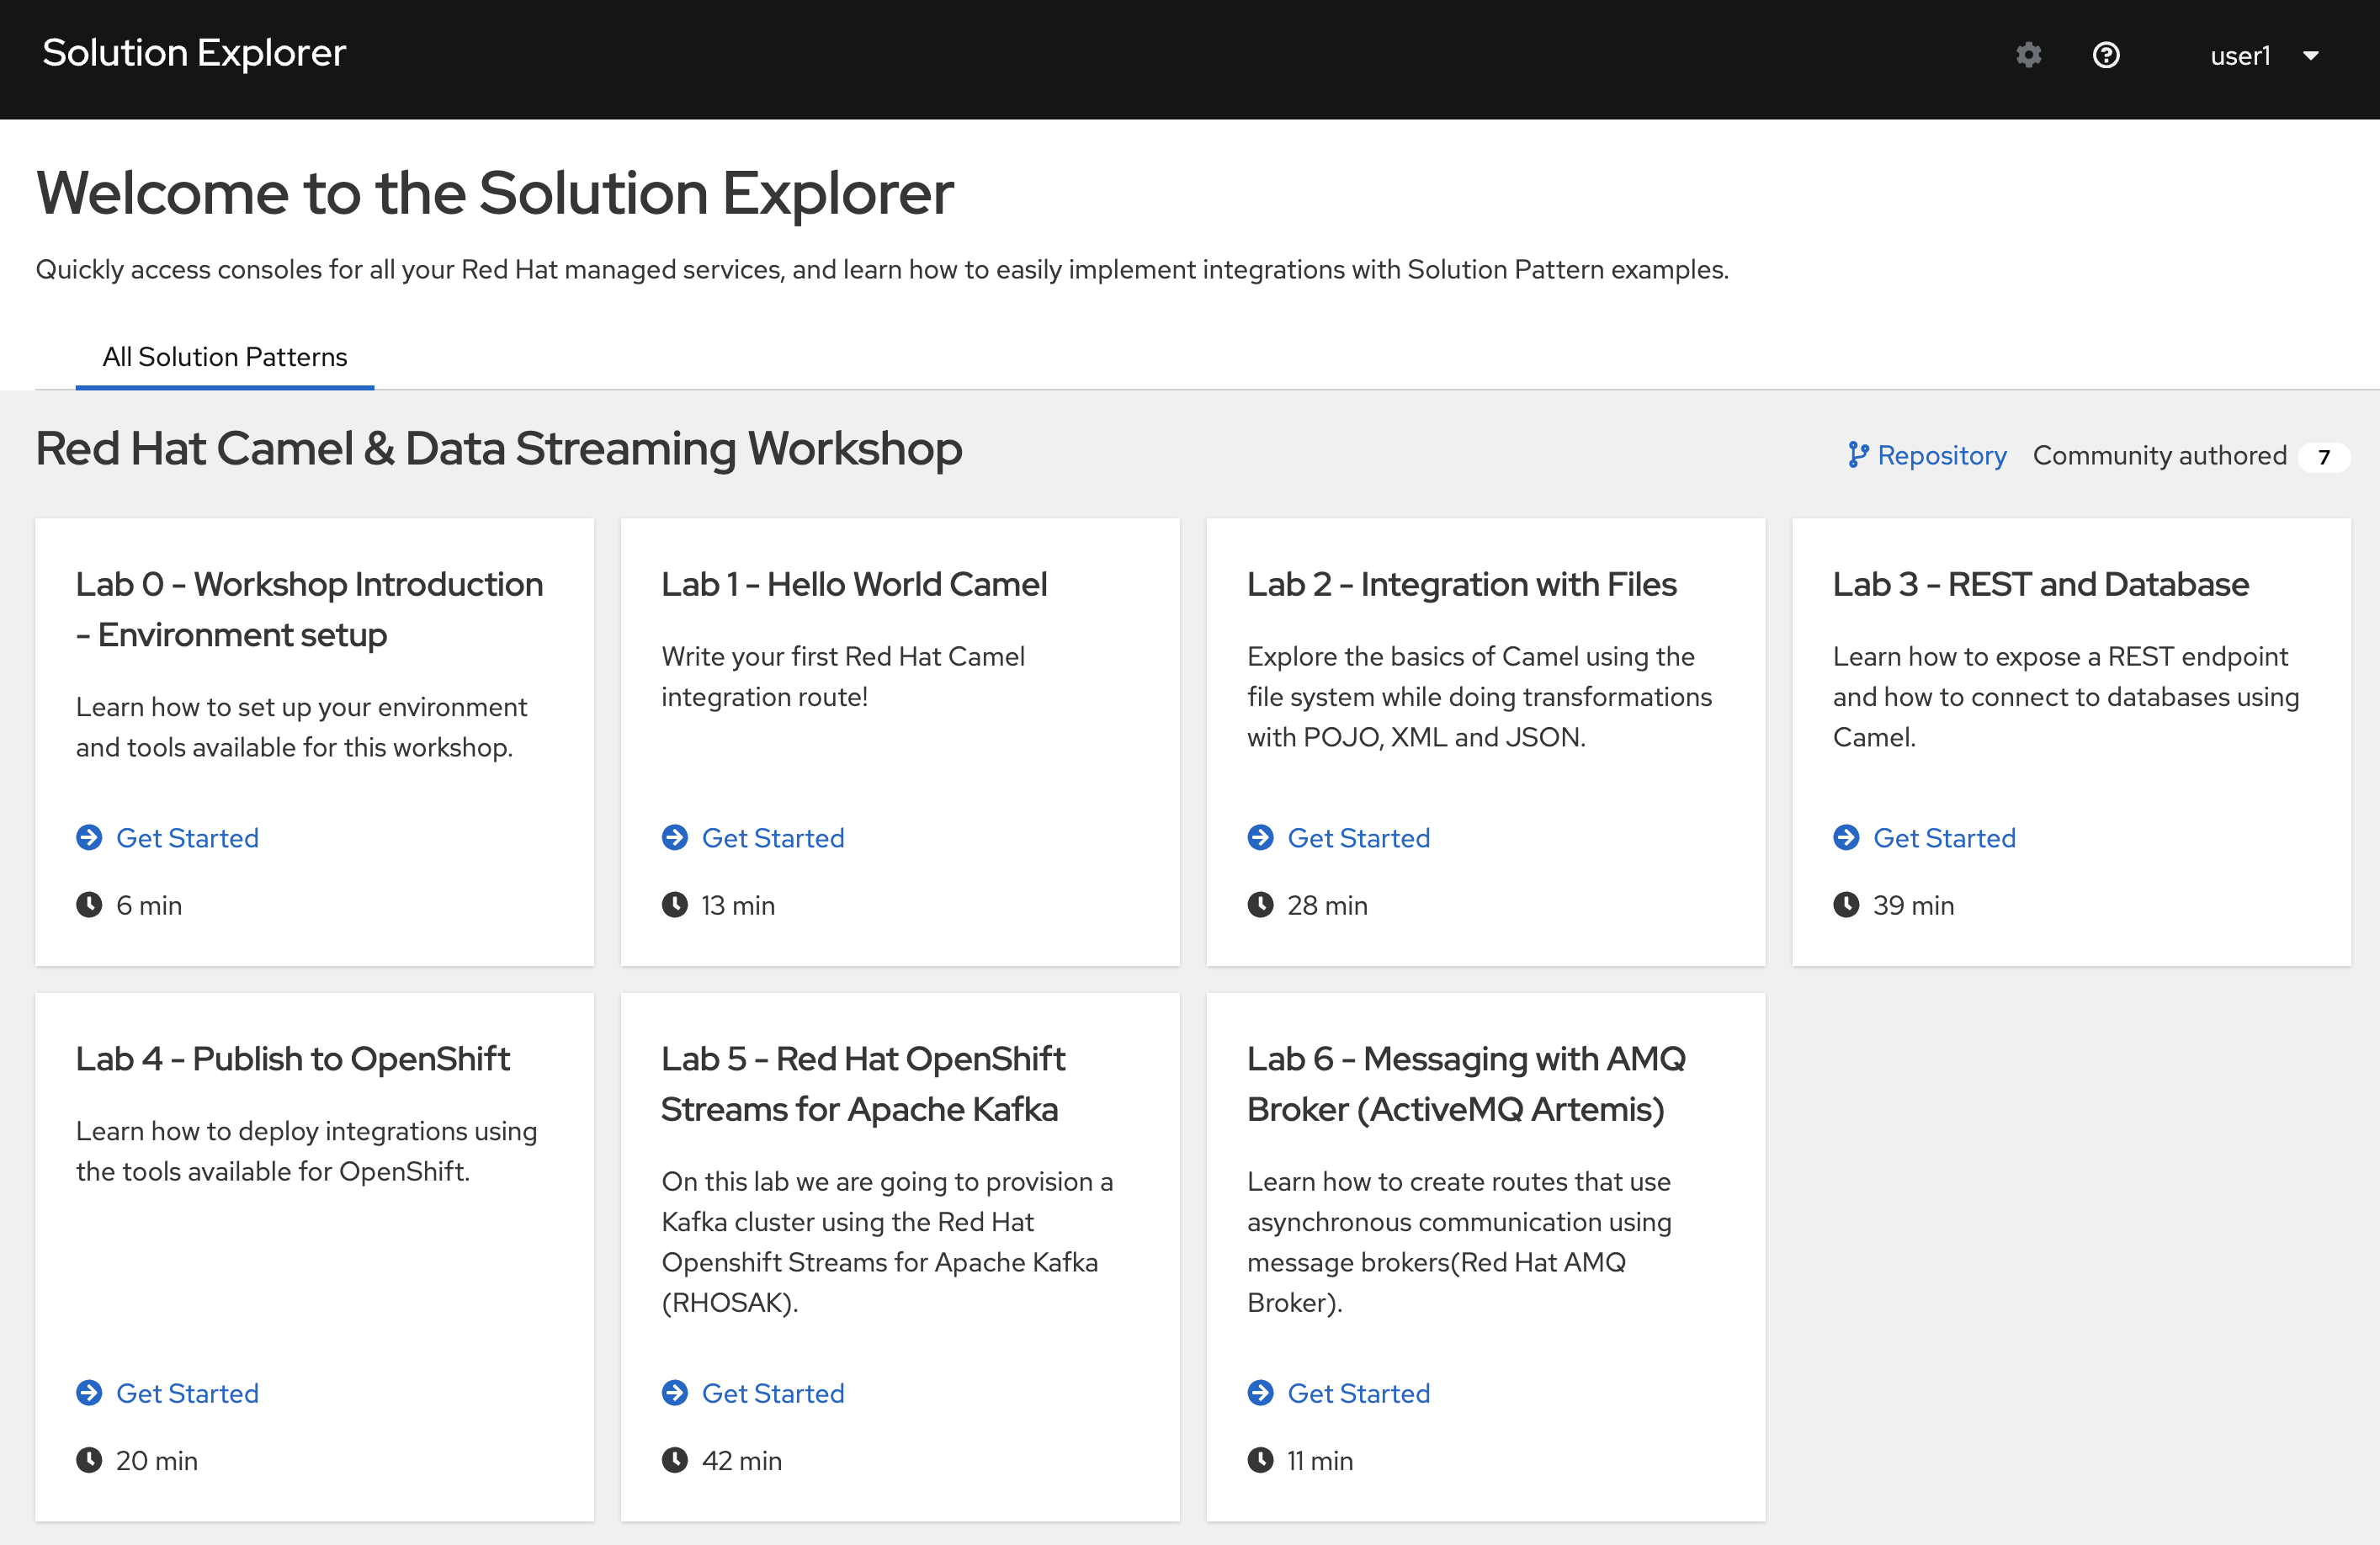 Solution Explorer
user1
Welcome to the Solution Explorer
Quickly access consoles for all your Red Hat managed services, and learn how to easily implement integrations with Solution Pattern examples.
All Solution Patterns
Red Hat Camel & Data Streaming Workshop
Repository
Community authored 7
Lab 0 - Workshop Introduction
- Environment setup
Learn how to set up your environment
and tools available for this workshop.
Get Started
6 min
Lab 1 - Hello World Camel
Write your first Red Hat Camel
integration route!
Get Started
13 min
Lab 2 - Integration with Files
Explore the basics of Camel using the
file system while doing transformations
with POJO, XML and JSON.
Get Started
28 min
Lab 3 - REST and Database
Learn how to expose a REST endpoint
and how to connect to databases using
Camel.
Get Started
39 min
Lab 4 - Publish to OpenShift
Learn how to deploy integrations using
the tools available for OpenShift.
Get Started
20 min
Lab 5 - Red Hat OpenShift
Streams for Apache Kafka
On this lab we are going to provision a
Kafka cluster using the Red Hat
Openshift Streams for Apache Kafka
(RHOSAK).
Get Started
42 min
Lab 6 - Messaging with AMQ
Broker (ActiveMQ Artemis)
Learn how to create routes that use
asynchronous communication using
message brokers(Red Hat AMQ
Broker).
Get Started
11 min